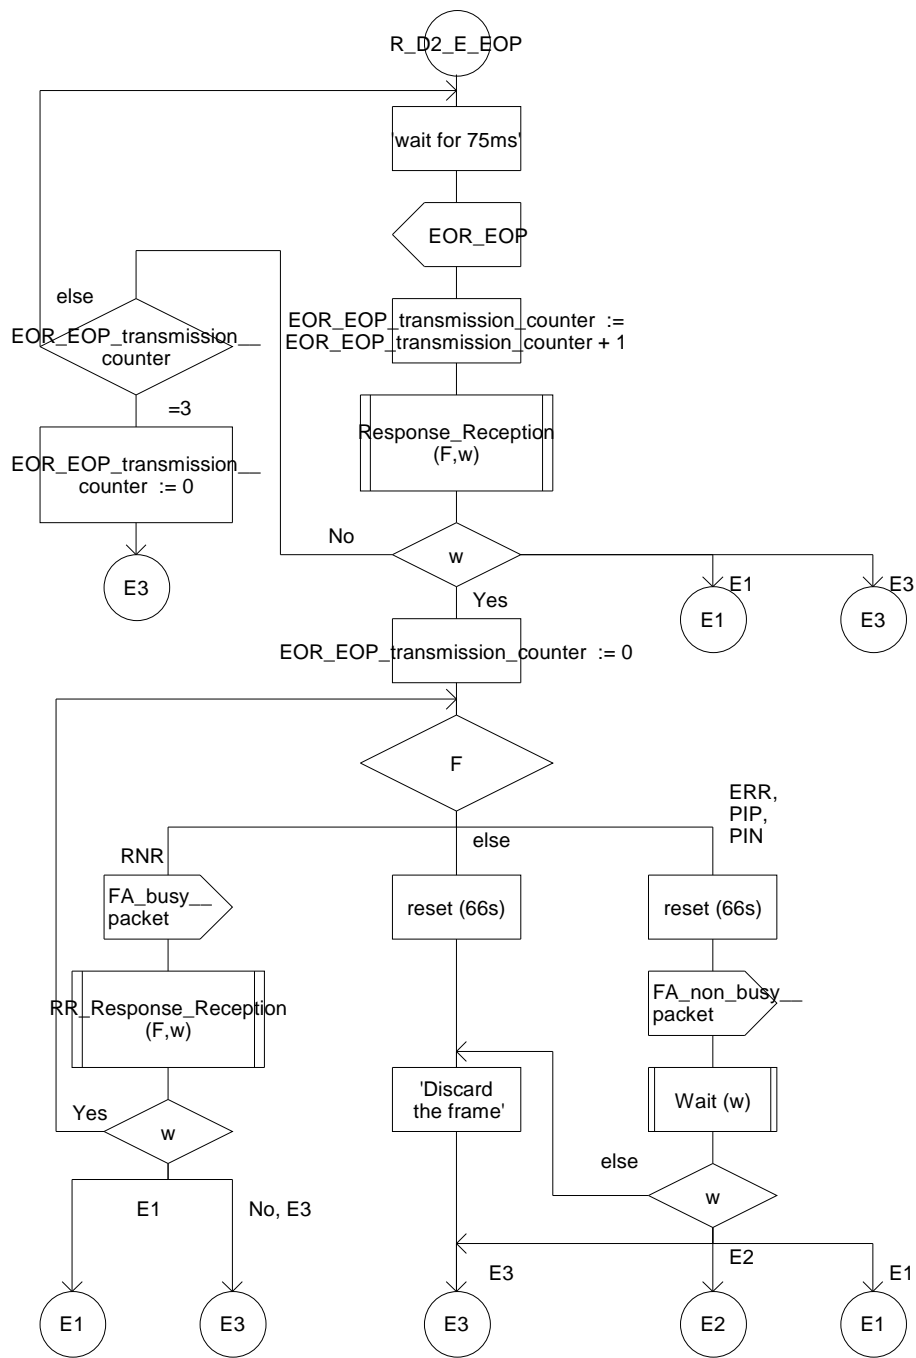 R_D2_E_EOP
'wait for 75ms'
EOR_EOP
else
EOR_EOP_transmission__
counter
EOR_EOP_transmission_counter :=
EOR_EOP_transmission_counter + 1
=3
EOR_EOP_transmission__
counter := 0
Response_Reception
(F,w)
No
w
E3
Yes
E1
E1
E3
E3
EOR_EOP_transmission_counter := 0
F
ERR,
PIP,
PIN
else
RNR
FA_busy__
packet
reset (66s)
reset (66s)
RR_Response_Reception
(F,w)
FA_non_busy__
packet
Yes
w
'Discard
the frame'
Wait (w)
else
w
E1
No, E3
E3
E2
E1
E1
E3
E3
E2
E1